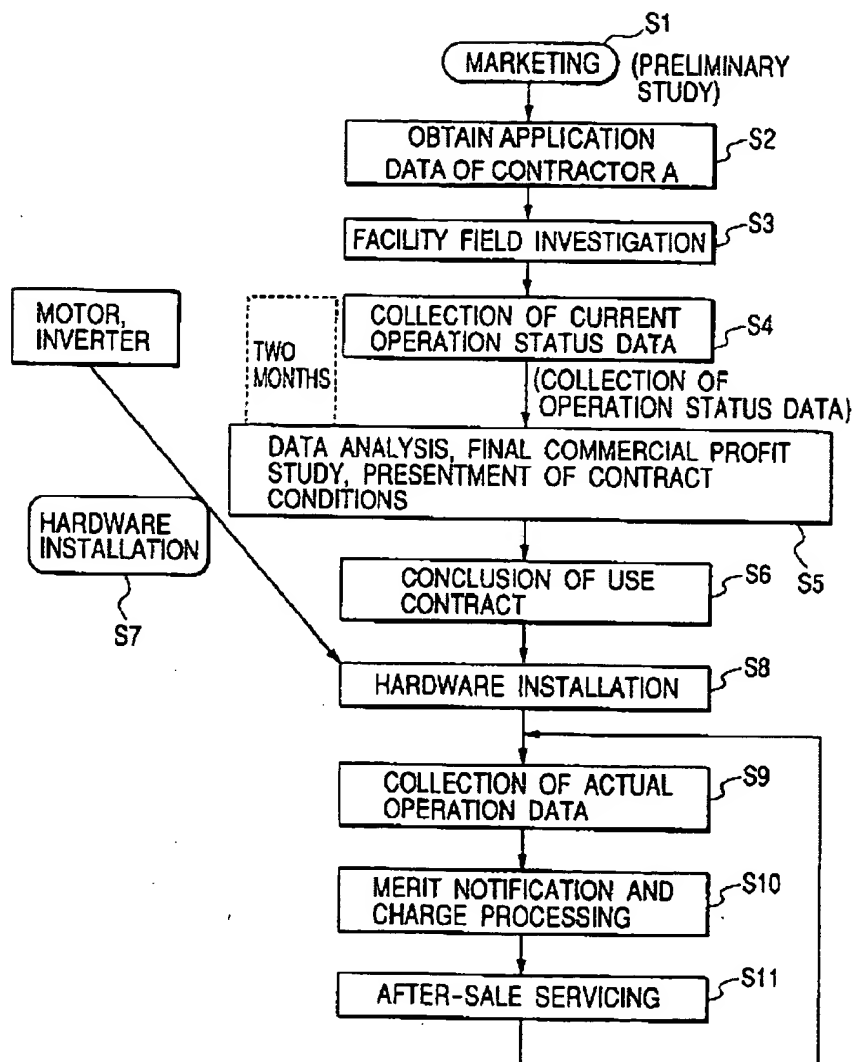 S1
MARKETING
(PRELIMINARY
STUDY)
OBTAIN APPLICATION
DATA OF CONTRACTOR A
S2
FACILITY FIELD INVESTIGATION
S3
MOTOR,
INVERTER
TWO
MONTHS
COLLECTION OF CURRENT
OPERATION STATUS DATA
S4
(COLLECTION OF
OPERATION STATUS DATA)
DATA ANALYSIS, FINAL COMMERCIAL PROFIT
STUDY, PRESENTMENT OF CONTRACT
CONDITIONS
S5
HARDWARE
INSTALLATION
S7
CONCLUSION OF USE
CONTRACT
S6
HARDWARE INSTALLATION
S8
COLLECTION OF ACTUAL
OPERATION DATA
S9
MERIT NOTIFICATION AND
CHARGE PROCESSING
S10
AFTER-SALE SERVICING
S11